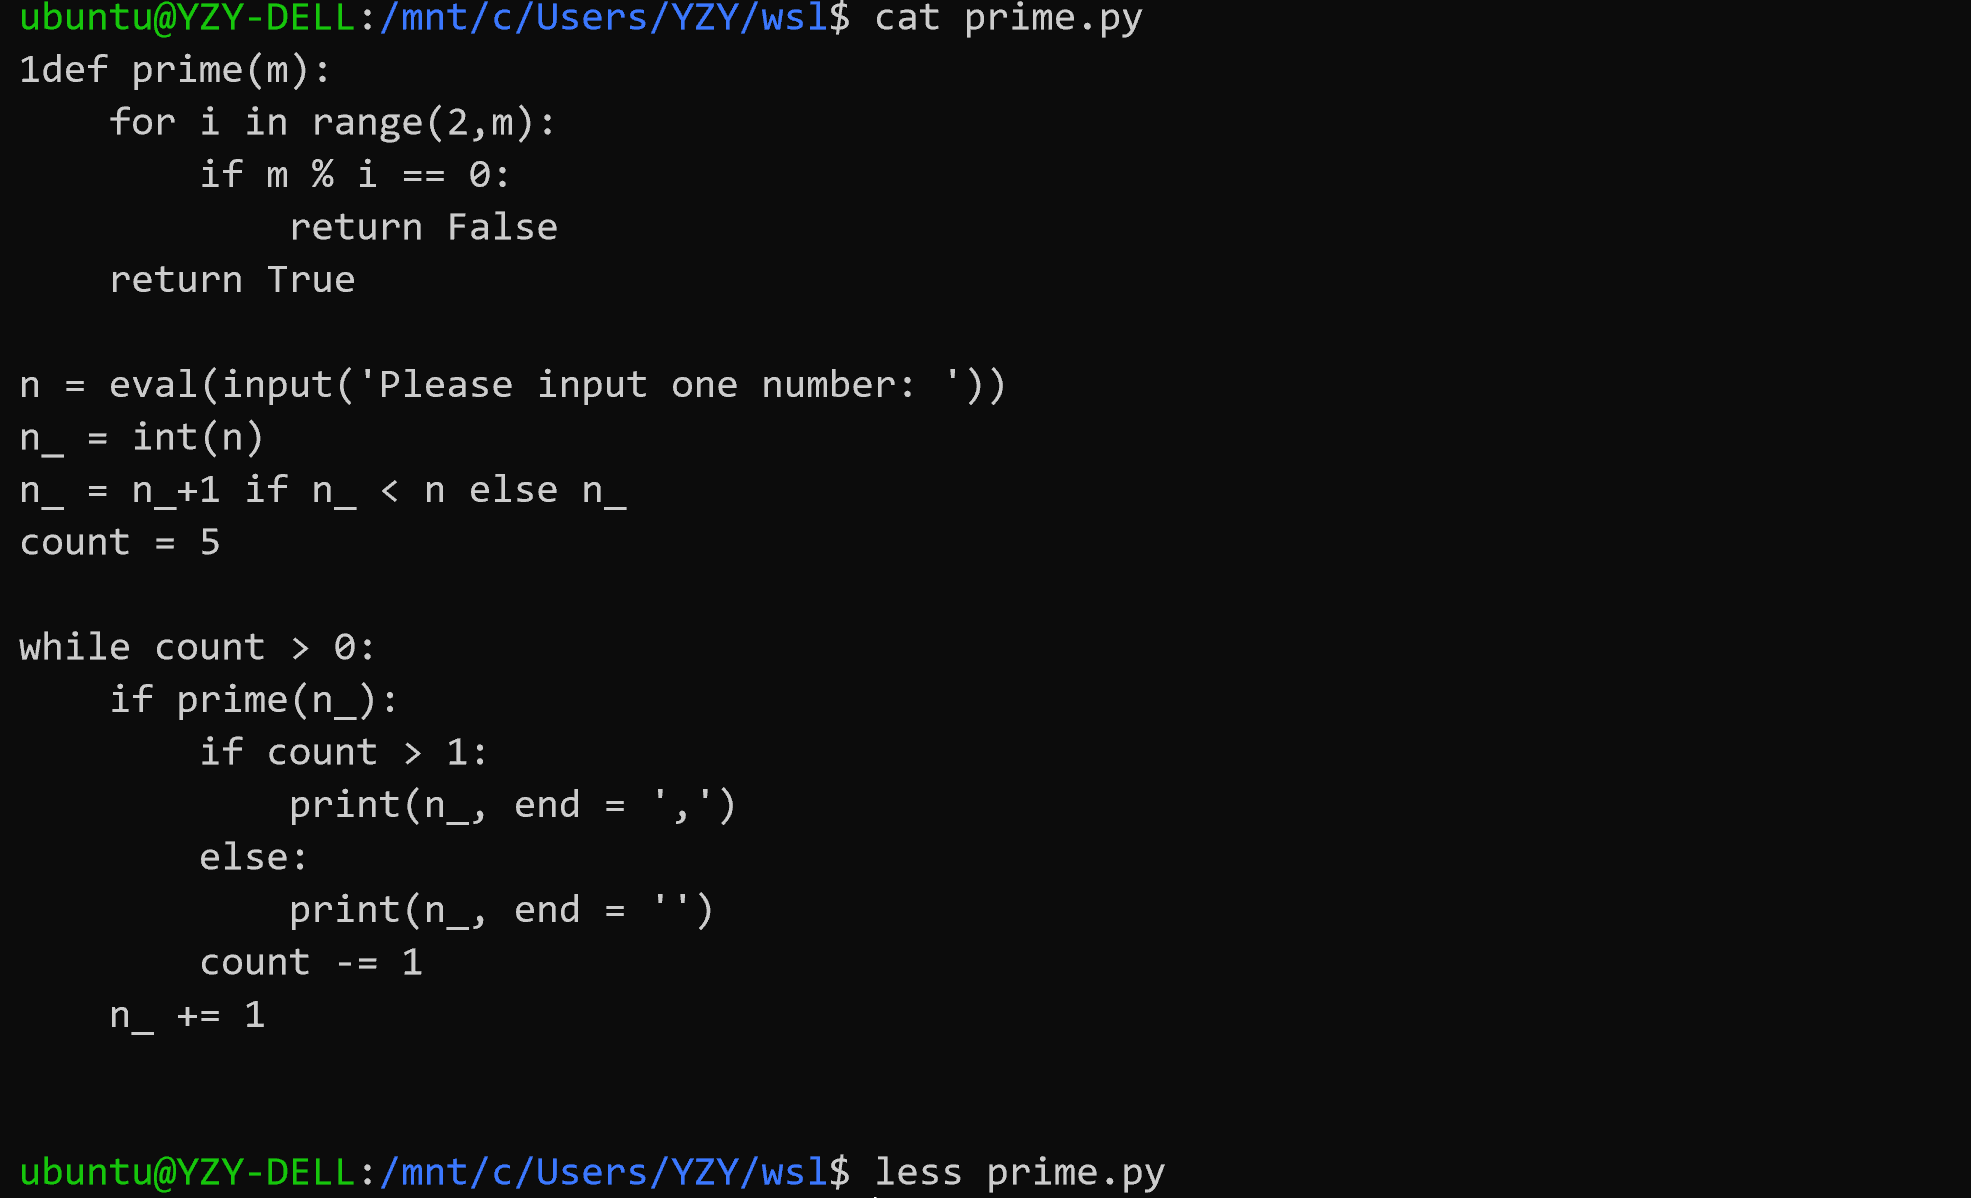 ubuntu@YZY-DELL:/mnt/c/Users/YZY/wsl$ cat prime.py
1def prime(m):
    for i in range(2,m):
        if m % i == 0:
            return False
    return True

n = eval(input('Please input one number: '))
n_ = int(n)
n_ = n_+1 if n_ < n else n_
count = 5

while count > 0:
    if prime(n_):
        if count > 1:
            print(n_, end = ',')
        else:
            print(n_, end = '')
        count -= 1
    n_ += 1


ubuntu@YZY-DELL:/mnt/c/Users/YZY/wsl$ less prime.py